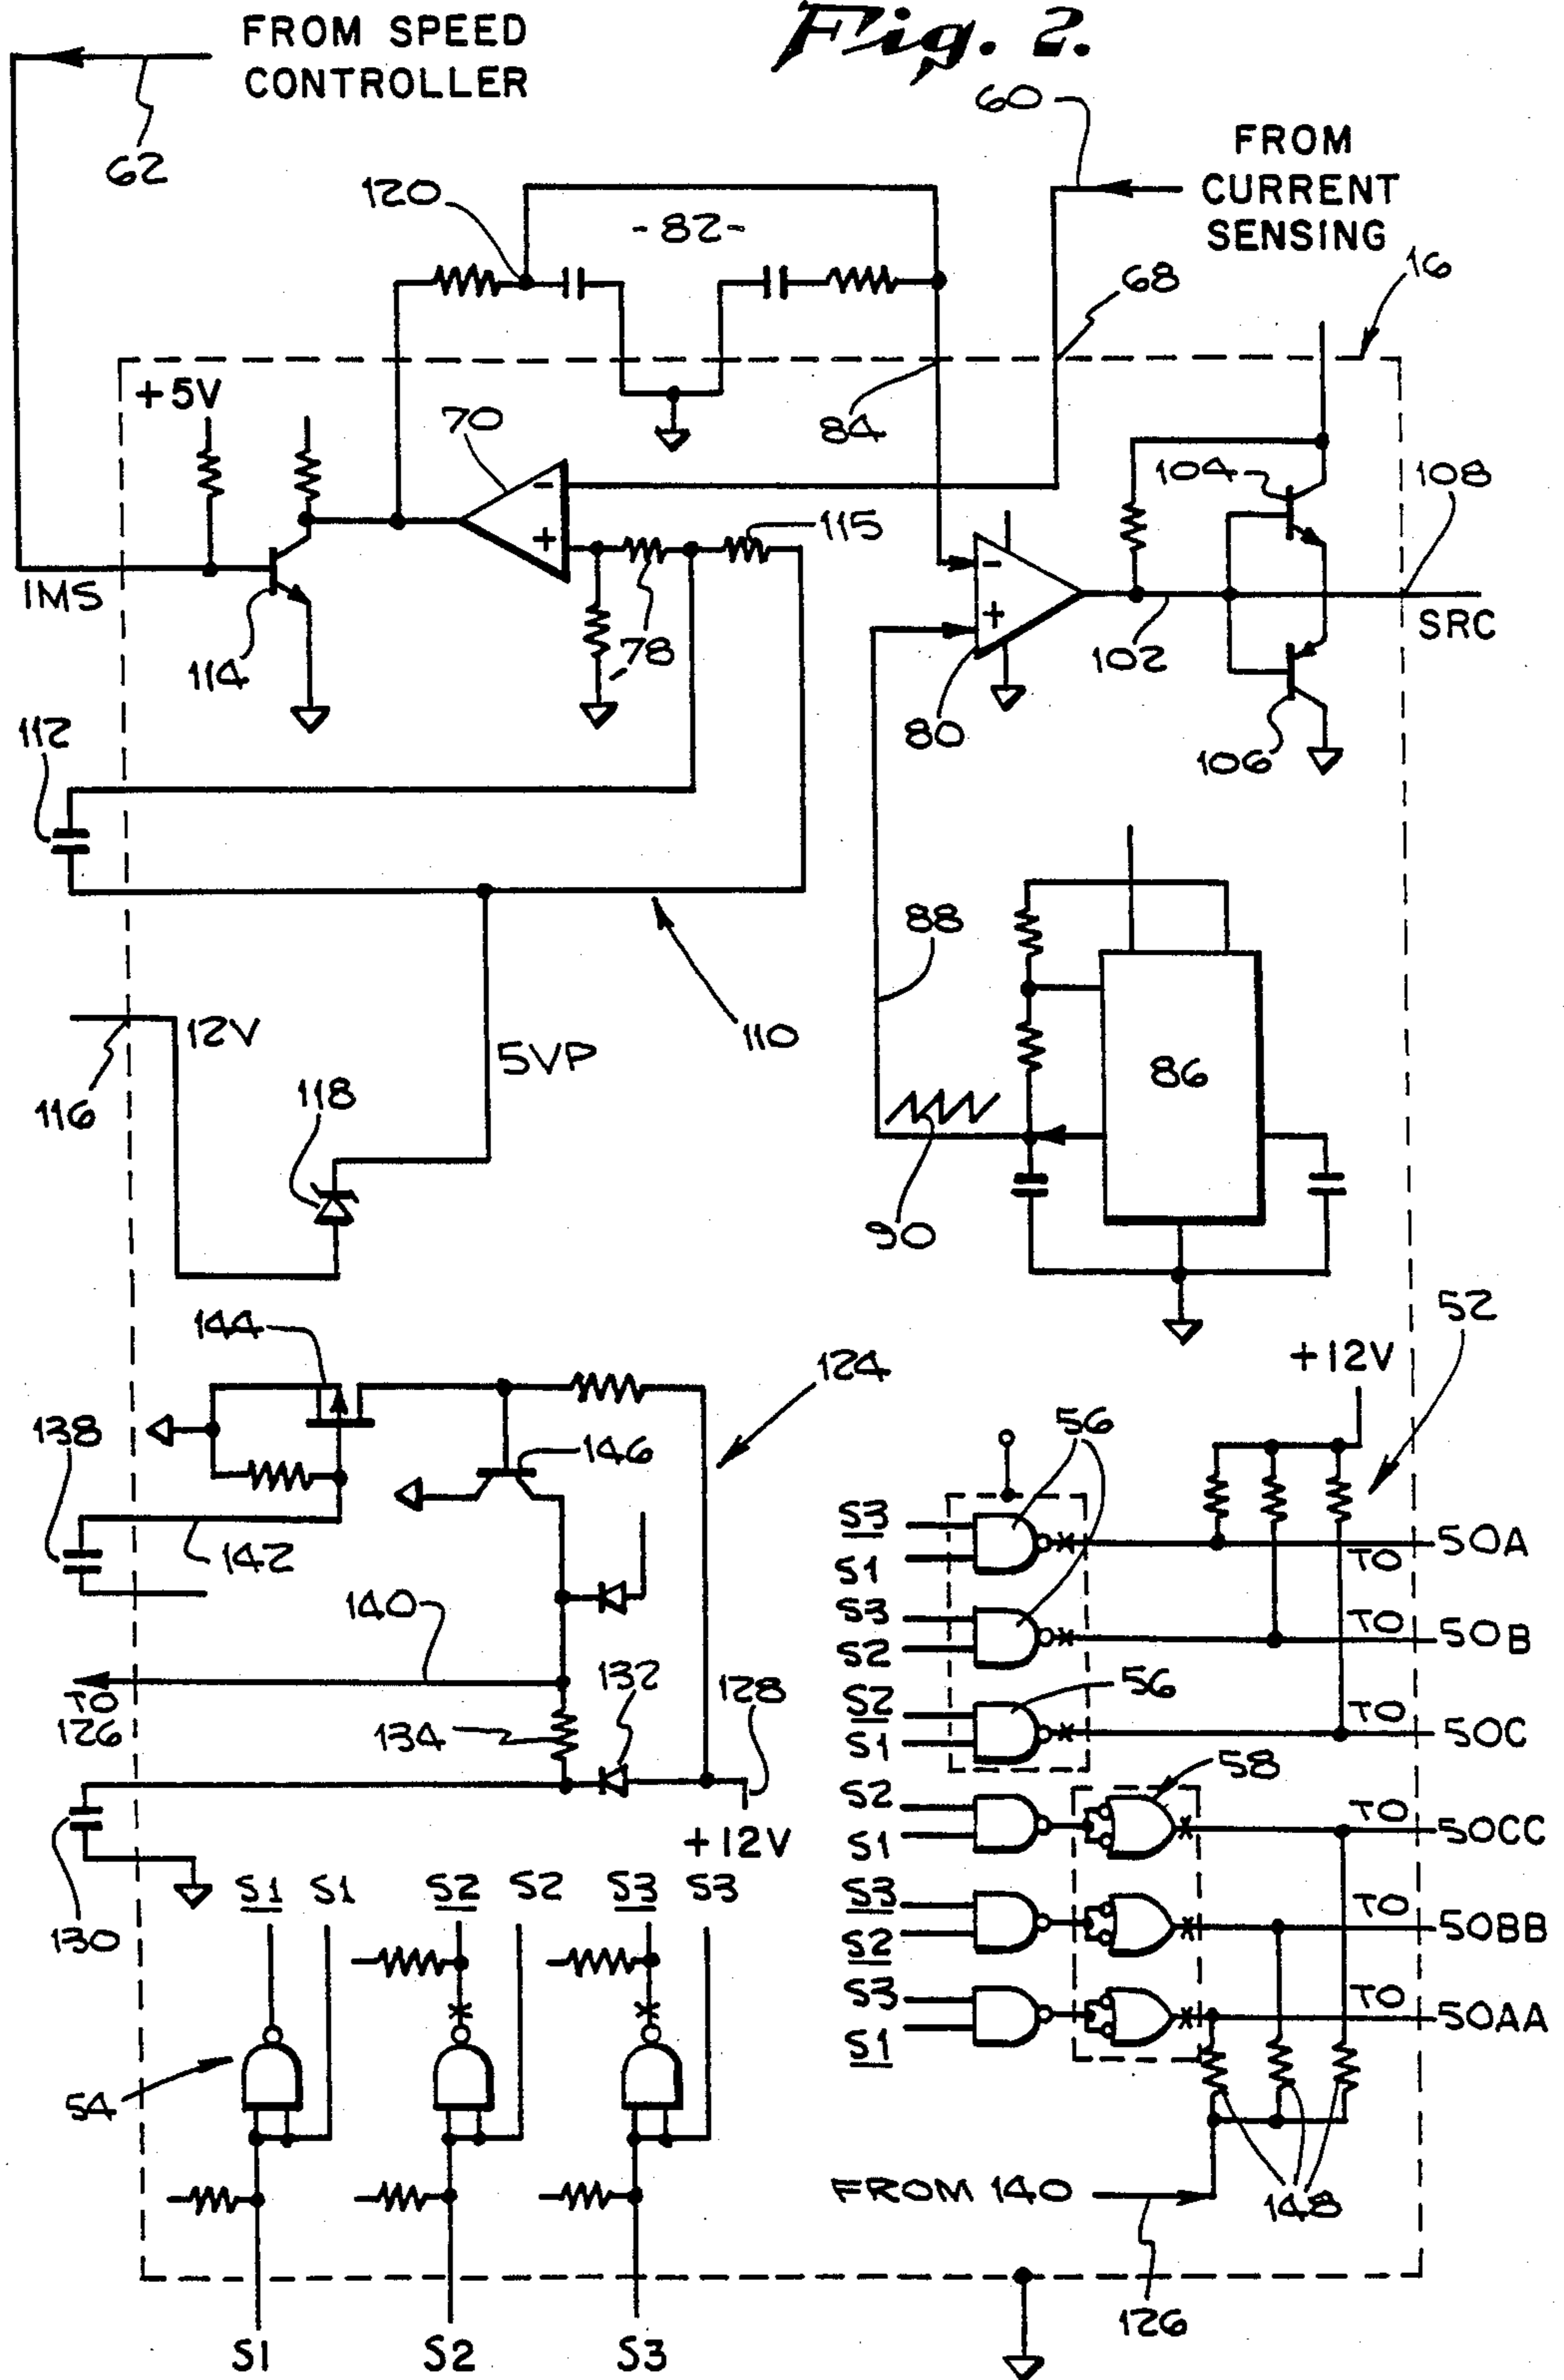 Fig. 2.
FROM SPEED
CONTROLLER
62
60
FROM
CURRENT
SENSING
120
-82-
16
68
+5V
70
84
104
108
115
IMS
114
78
78
80
102
SRC
106
112
88
110
12V
5VP
86
116
118
90
144
124
52
+12V
138
146
56
S3
S1
TO
50A
142
140
S3
S2
TO
50B
TO
126
134
132
128
S2
S1
56
TO
50C
58
S2
S1
TO
50CC
130
+12V
S1
S1
S2
S2
S3
S3
S3
S2
TO
50BB
S3
S1
TO
50AA
54
FROM 140
148
126
S1
S2
S3